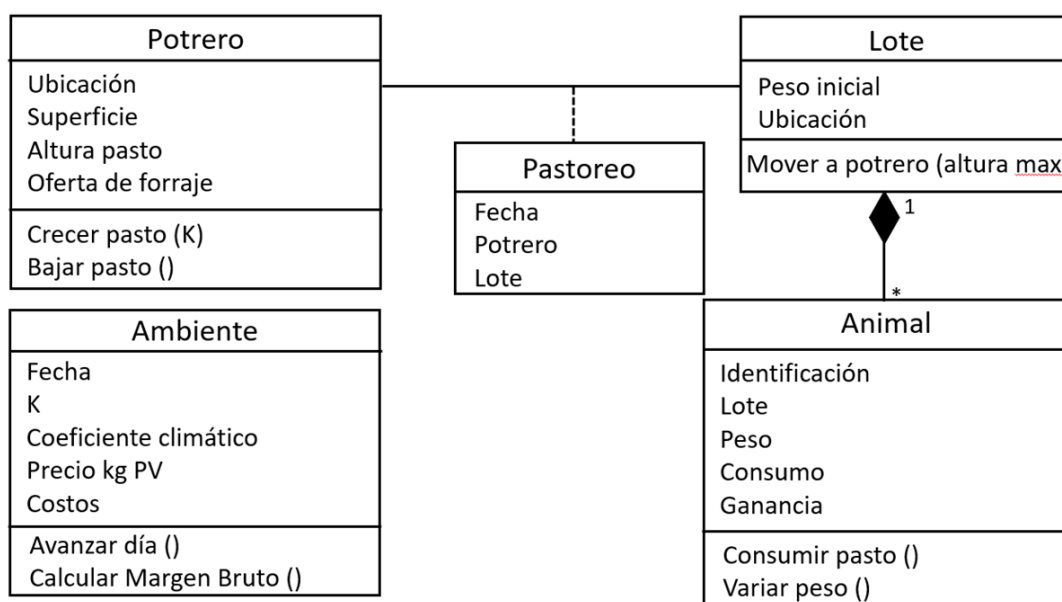 Potrero
Ubicación
Superficie
Altura pasto
Oferta de forraje
Crecer pasto (K)
Bajar pasto ()
Lote
Peso inicial
Ubicación
Mover a potrero (altura max
1
*
Pastoreo
Fecha
Potrero
Lote
Ambiente
Fecha
K
Coeficiente climático
Precio kg PV
Costos
Avanzar día ()
Calcular Margen Bruto ()
Animal
Identificación
Lote
Peso
Consumo
Ganancia
Consumir pasto ()
Variar peso ()